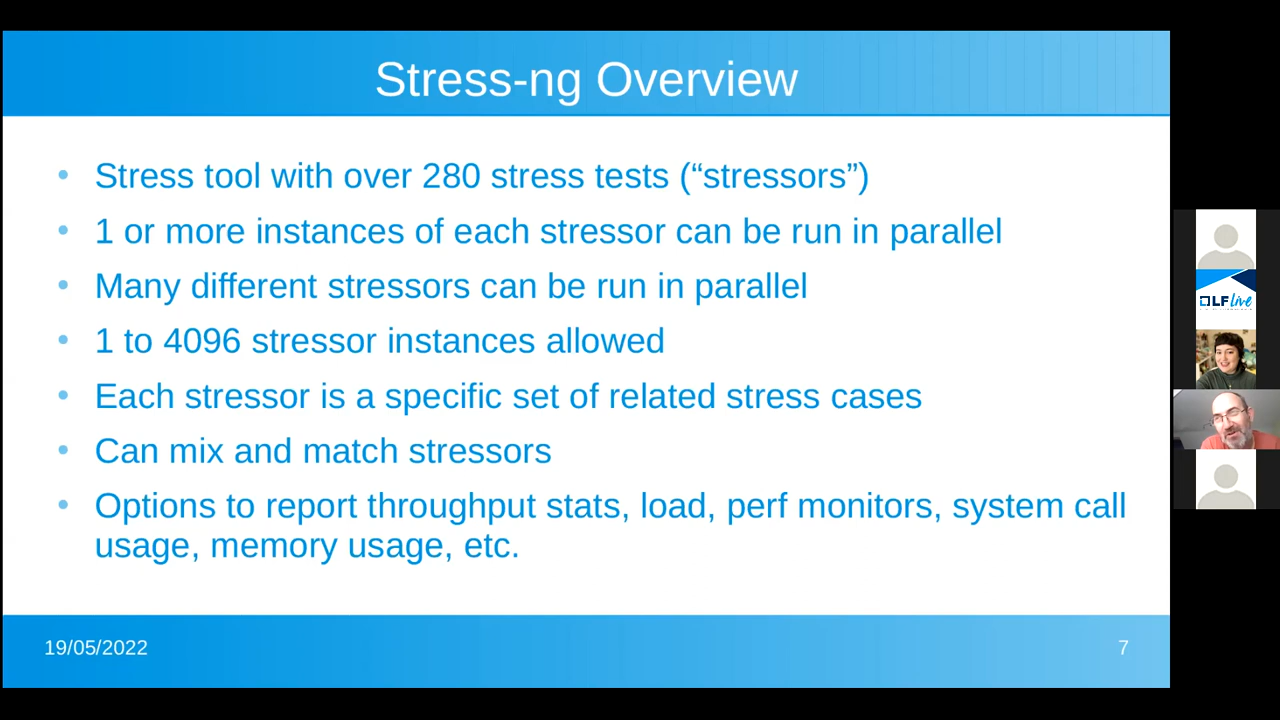 Stress-ng Overview
• Stress tool with over 280 stress tests (“stressors”)
• 1 or more instances of each stressor can be run in parallel
• Many different stressors can be run in parallel
• 1 to 4096 stressor instances allowed
• Each stressor is a specific set of related stress cases
• Can mix and match stressors
• Options to report throughput stats, load, perf monitors, system call
usage, memory usage, etc.
19/05/2022
7
LF live